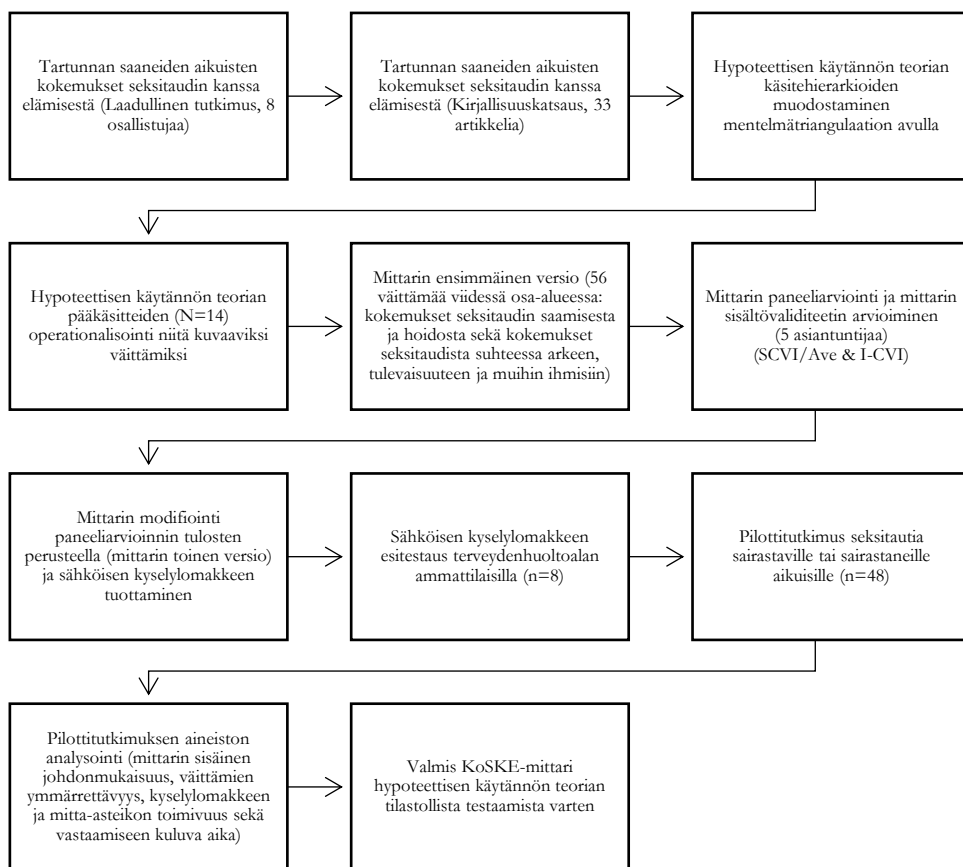 Tartunnan saaneiden aikuisten
kokemukset seksitaudin kanssa
elämisestä (Laadullinen tutkimus, 8
osallistujaa)
Tartunnan saaneiden aikuisten
kokemukset seksitaudin kanssa
elämisestä (Kirjallisuuskatsaus, 33
artikkelia)
Hypoteettisen käytännön teorian
käsitehierarkioiden
muodostaminen
mentelmätriangulaation avulla
Hypoteettisen käytännön teorian
pääkäsitteiden (N=14)
operationalisointi niitä kuvaaviksi
väittämiksi
Mittarin ensimmäinen versio (56
väittämää viidessä osa-alueessa:
kokemukset seksitaudin saamisesta
ja hoidosta sekä kokemukset
seksitaudista suhteessa arkeen,
tulevaisuuteen ja muihin ihmisiin)
Mittarin paneeliarviointi ja mittarin
sisältövaliditeetin arvioiminen
(5 asiantuntijaa)
(SCVI/Ave & I-CVI)
Mittarin modifiointi
paneeliarvioinnin tulosten
perusteella (mittarin toinen versio)
ja sähköisen kyselylomakkeen
tuottaminen
Sähköisen kyselylomakkeen
esitestaus terveydenhuoltoalan
ammattilaisilla (n=8)
Pilottitutkimus seksitautia
sairastaville tai sairastaneille
aikuisille (n=48)
Pilottitutkimuksen aineiston
analysointi (mittarin sisäinen
johdonmukaisuus, väittämien
ymmärrettävyys, kyselylomakkeen
ja mitta-asteikon toimivuus sekä
vastaamiseen kuluva aika)
Valmis KoSKE-mittari
hypoteettisen käytännön teorian
tilastollista testaamista varten